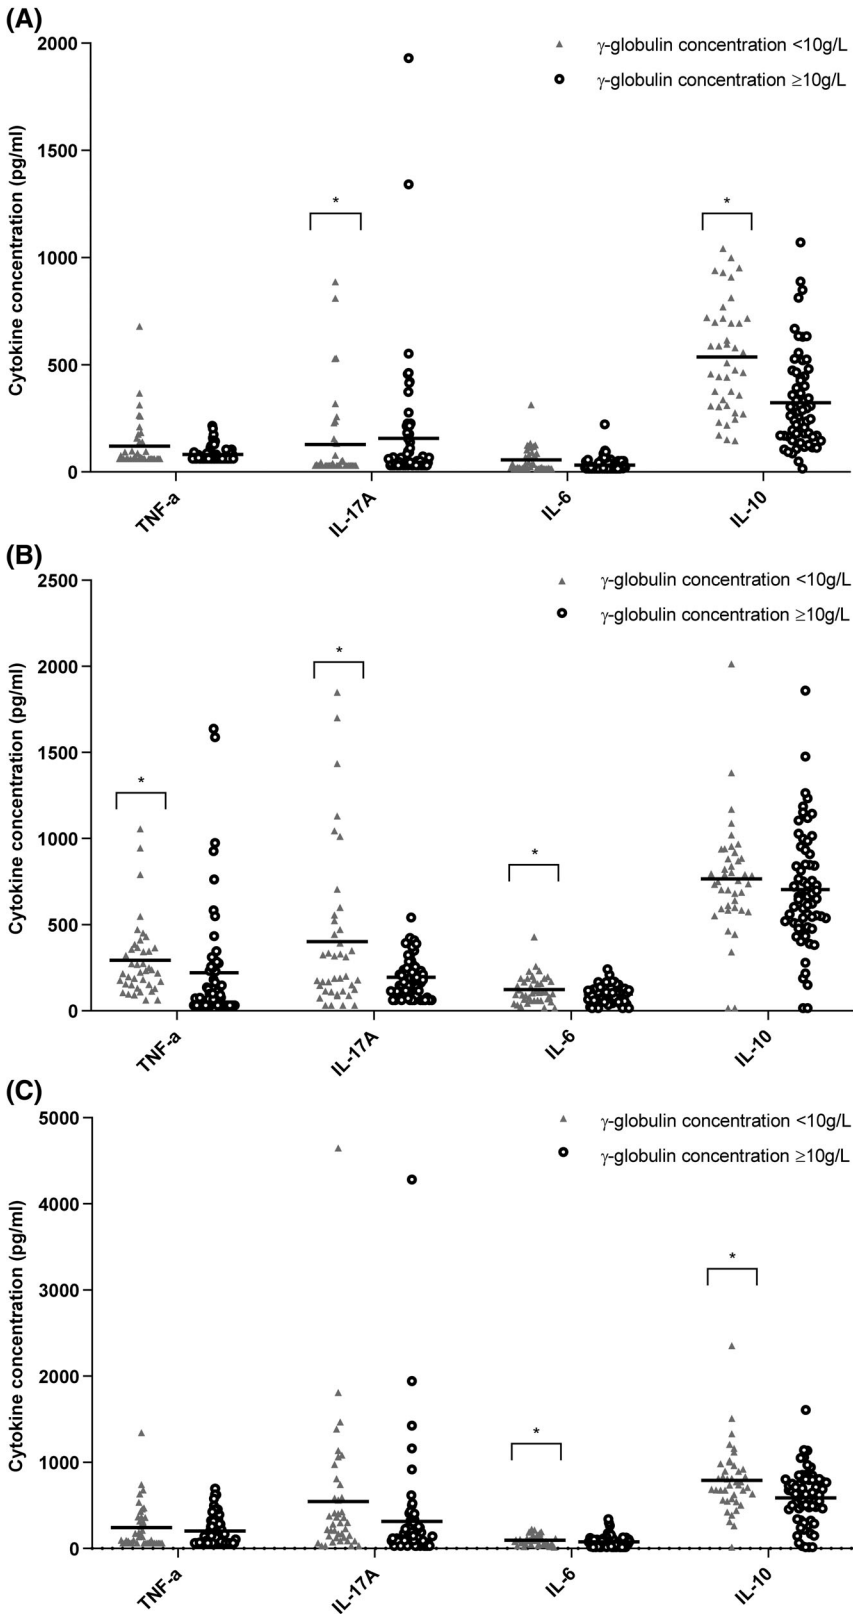 (A)
2000
1500
1000
500
0
Cytokine concentration (pg/ml)
γ-globulin concentration <10g/L
γ-globulin concentration ≥10g/L
*
*
TNF-a
IL-17A
IL-6
IL-10
(B)
2500
2000
1500
1000
500
0
Cytokine concentration (pg/ml)
γ-globulin concentration <10g/L
γ-globulin concentration ≥10g/L
*
*
*
TNF-a
IL-17A
IL-6
IL-10
(C)
5000
4000
3000
2000
1000
0
Cytokine concentration (pg/ml)
γ-globulin concentration <10g/L
γ-globulin concentration ≥10g/L
*
*
TNF-a
IL-17A
IL-6
IL-10